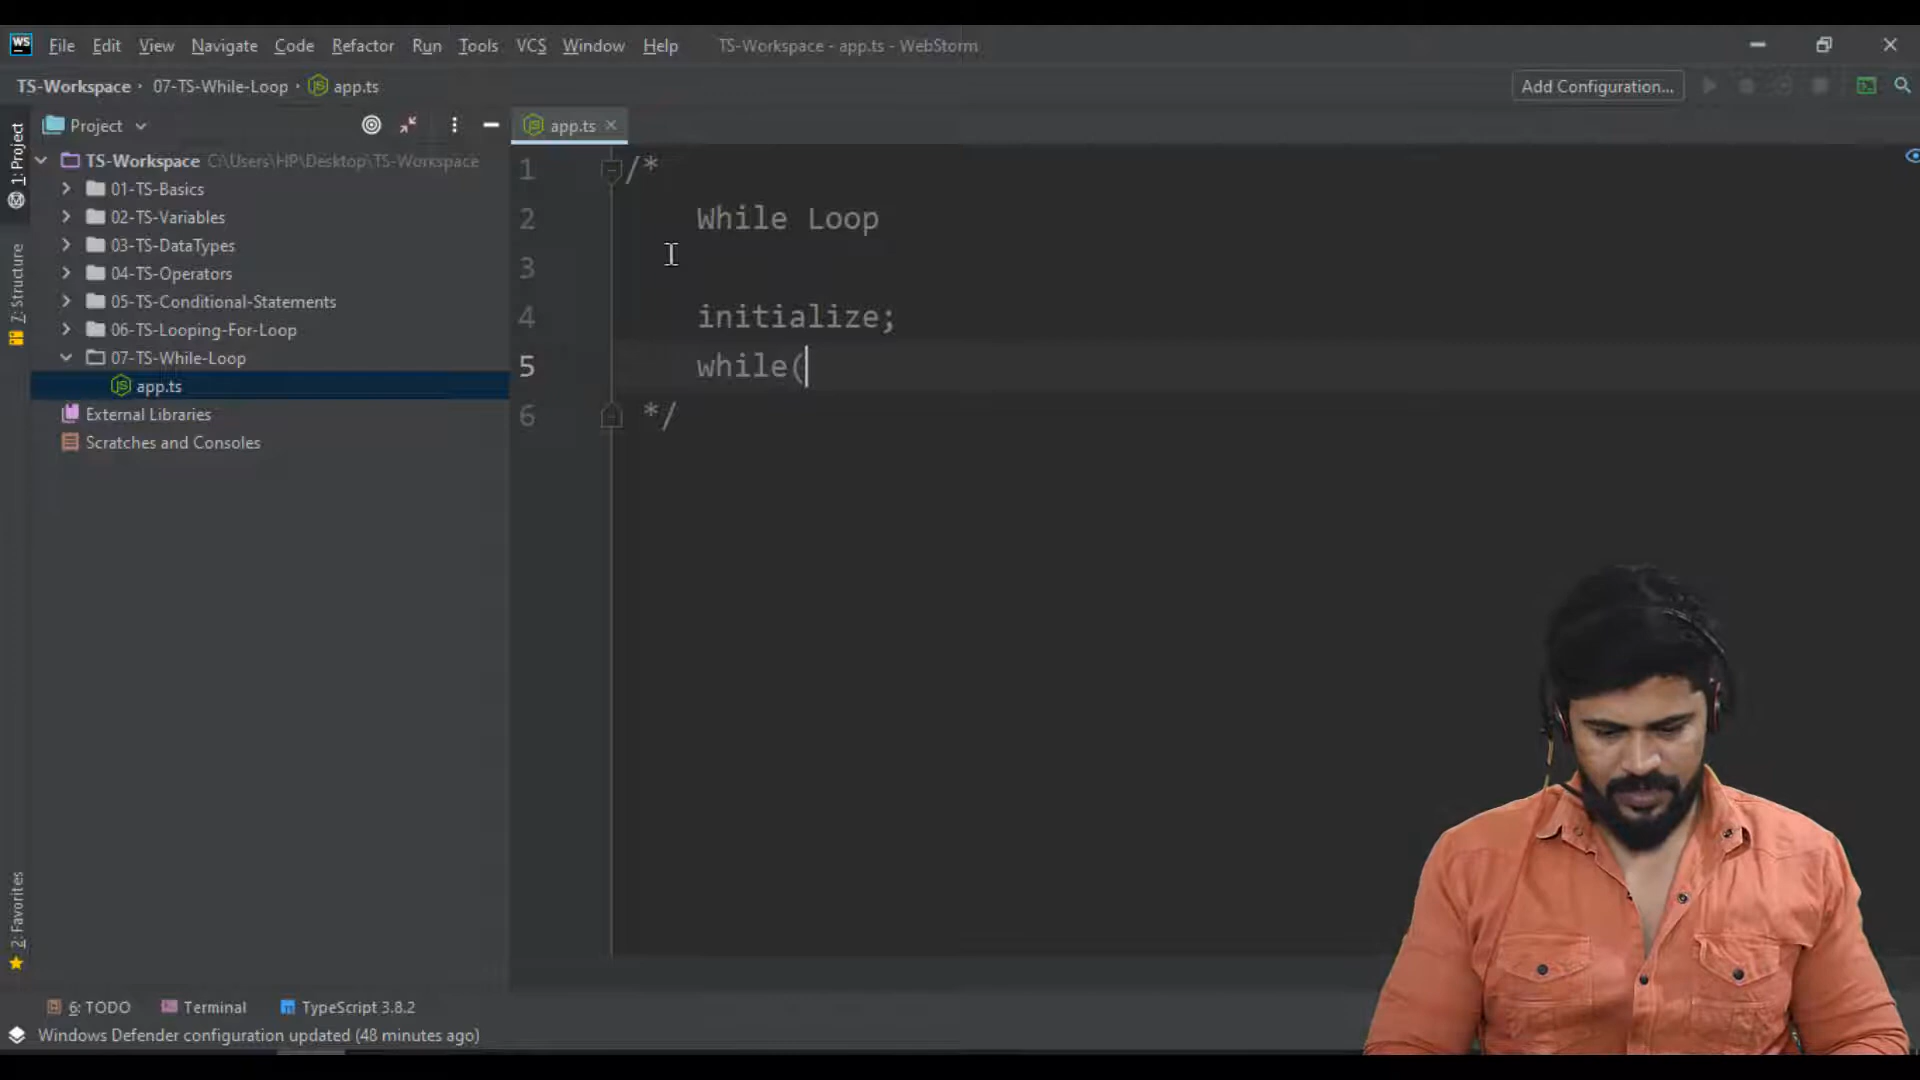 WS File Edit View Navigate Code Refactor Run Tools VCS Window Help TS-Workspace - app.ts - WebStorm
TS-Workspace 07-TS-While-Loop JS app.ts Add Configuration...
1: Project
Project
JS app.ts
TS-Workspace C:\Users\HP\Desktop\TS-Workspace
01-TS-Basics
02-TS-Variables
03-TS-DataTypes
04-TS-Operators
05-TS-Conditional-Statements
06-TS-Looping-For-Loop
07-TS-While-Loop
JS app.ts
External Libraries
Scratches and Consoles
7: Structure
2: Favorites
1 /*
2 While Loop
3
4 initialize;
5 while(
6 */
6: TODO Terminal TypeScript 3.8.2
Windows Defender configuration updated (48 minutes ago)